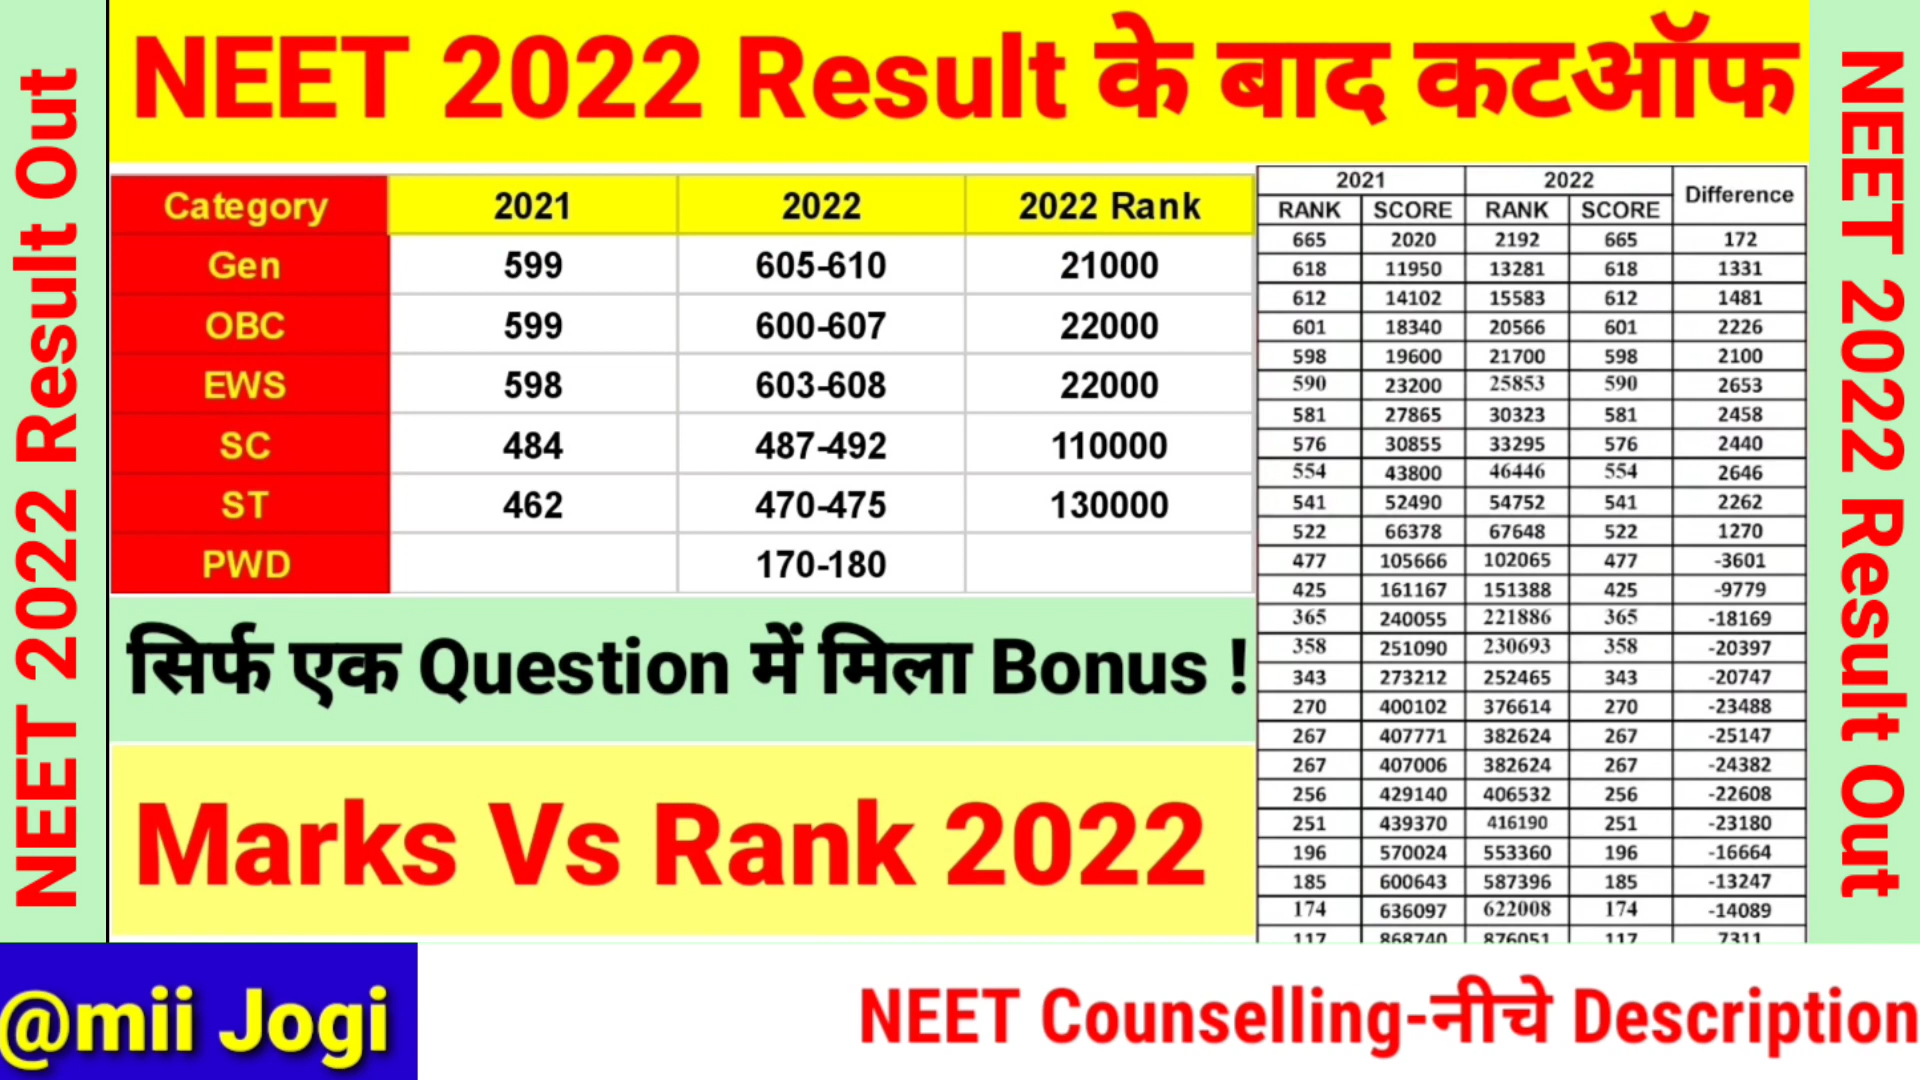 NEET 2022 Result के बाद कटऑफ
NEET 2022 Result Out
Category 2021 2022 2022 Rank
Gen 599 605-610 21000
OBC 599 600-607 22000
EWS 598 603-608 22000
SC 484 487-492 110000
ST 462 470-475 130000
PWD 170-180
सिर्फ एक Question में मिला Bonus !
Marks Vs Rank 2022
2021 2022 Difference
RANK SCORE RANK SCORE
665 2020 2192 665 172
618 11950 13281 618 1331
612 14102 15583 612 1481
601 18340 20566 601 2226
598 19600 21700 598 2100
590 23200 25853 590 2653
581 27865 30323 581 2458
576 30855 33295 576 2440
554 43800 46446 554 2646
541 52490 54752 541 2262
522 66378 67648 522 1270
477 105666 102065 477 -3601
425 161167 151388 425 -9779
365 240055 221886 365 -18169
358 251090 230693 358 -20397
343 273212 252465 343 -20747
270 400102 376614 270 -23488
267 407771 382624 267 -25147
267 407006 382624 267 -24382
256 429140 406532 256 -22608
251 439370 416190 251 -23180
196 570024 553360 196 -16664
185 600643 587396 185 -13247
174 636097 622008 174 -14089
117 868740 876051 117 7311
NEET 2022 Result Out
@mii Jogi
NEET Counselling-नीचे Description